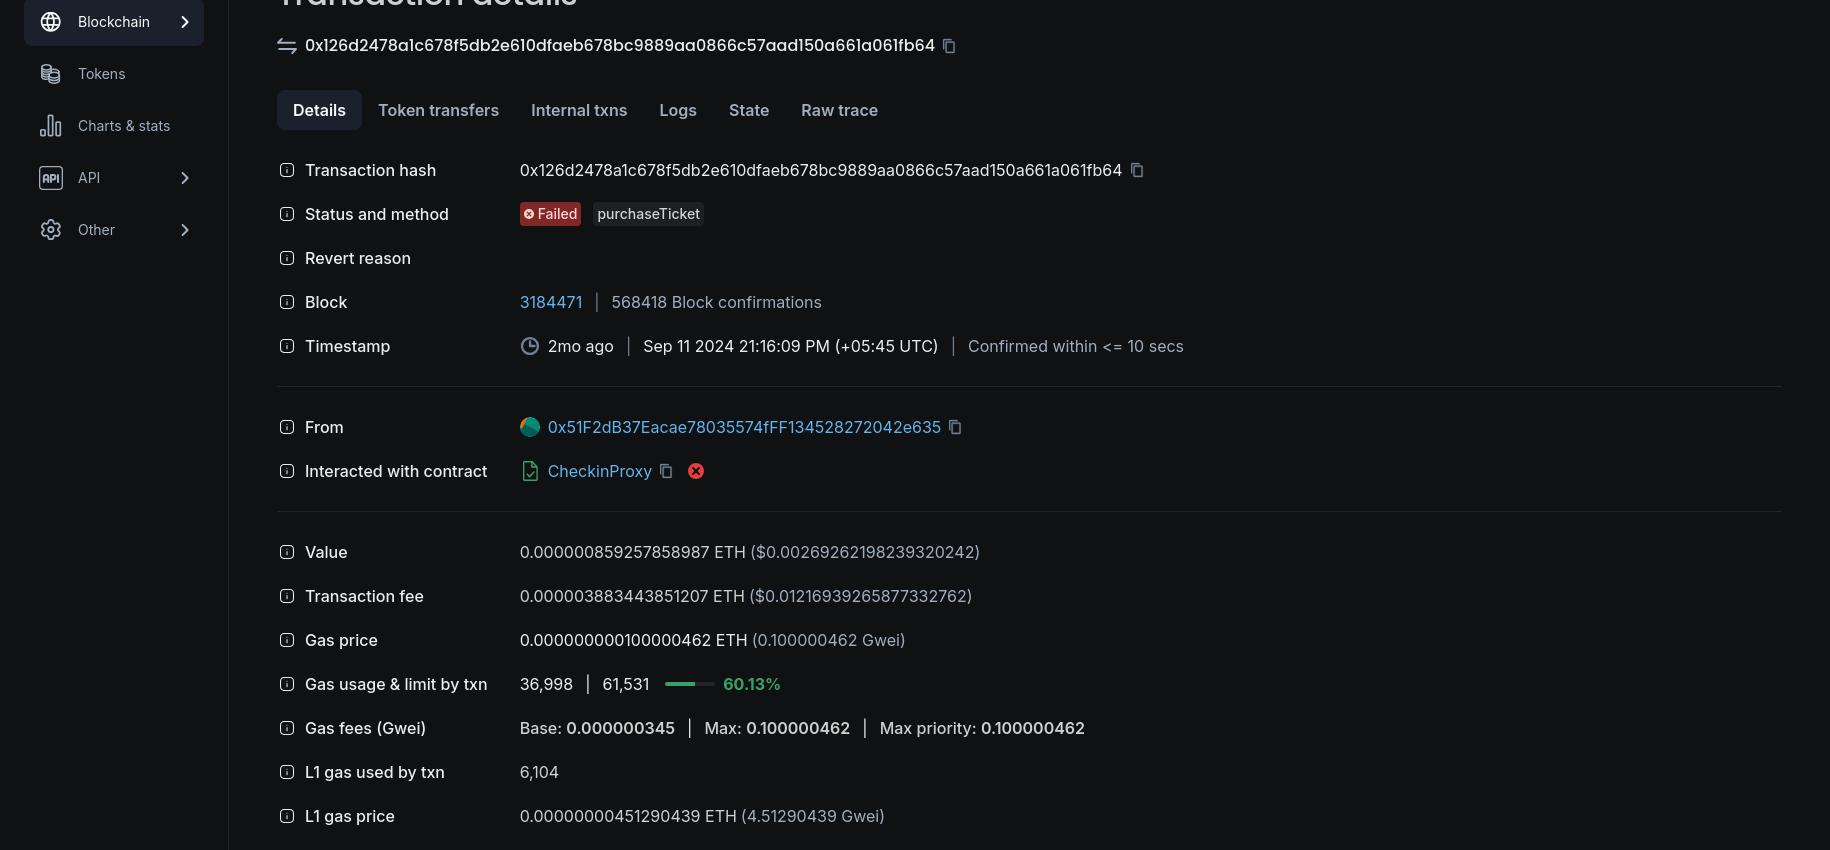 Transaction details
Blockchain
Tokens
Charts & stats
API API
Other
0x126d2478a1c678f5db2e610dfaeb678bc9889aa0866c57aad150a661a061fb64
Details Token transfers Internal txns Logs State Raw trace
Transaction hash 0x126d2478a1c678f5db2e610dfaeb678bc9889aa0866c57aad150a661a061fb64
Status and method Failed purchaseTicket
Revert reason
Block 3184471 | 568418 Block confirmations
Timestamp 2mo ago | Sep 11 2024 21:16:09 PM (+05:45 UTC) | Confirmed within <= 10 secs
From 0x51F2dB37Eacae78035574fFF134528272042e635
Interacted with contract CheckinProxy
Value 0.000000859257858987 ETH ($0.00269262198239320242)
Transaction fee 0.000003883443851207 ETH ($0.01216939265877332762)
Gas price 0.000000000100000462 ETH (0.100000462 Gwei)
Gas usage & limit by txn 36,998 | 61,531 60.13%
Gas fees (Gwei) Base: 0.000000345 | Max: 0.100000462 | Max priority: 0.100000462
L1 gas used by txn 6,104
L1 gas price 0.00000000451290439 ETH (4.51290439 Gwei)